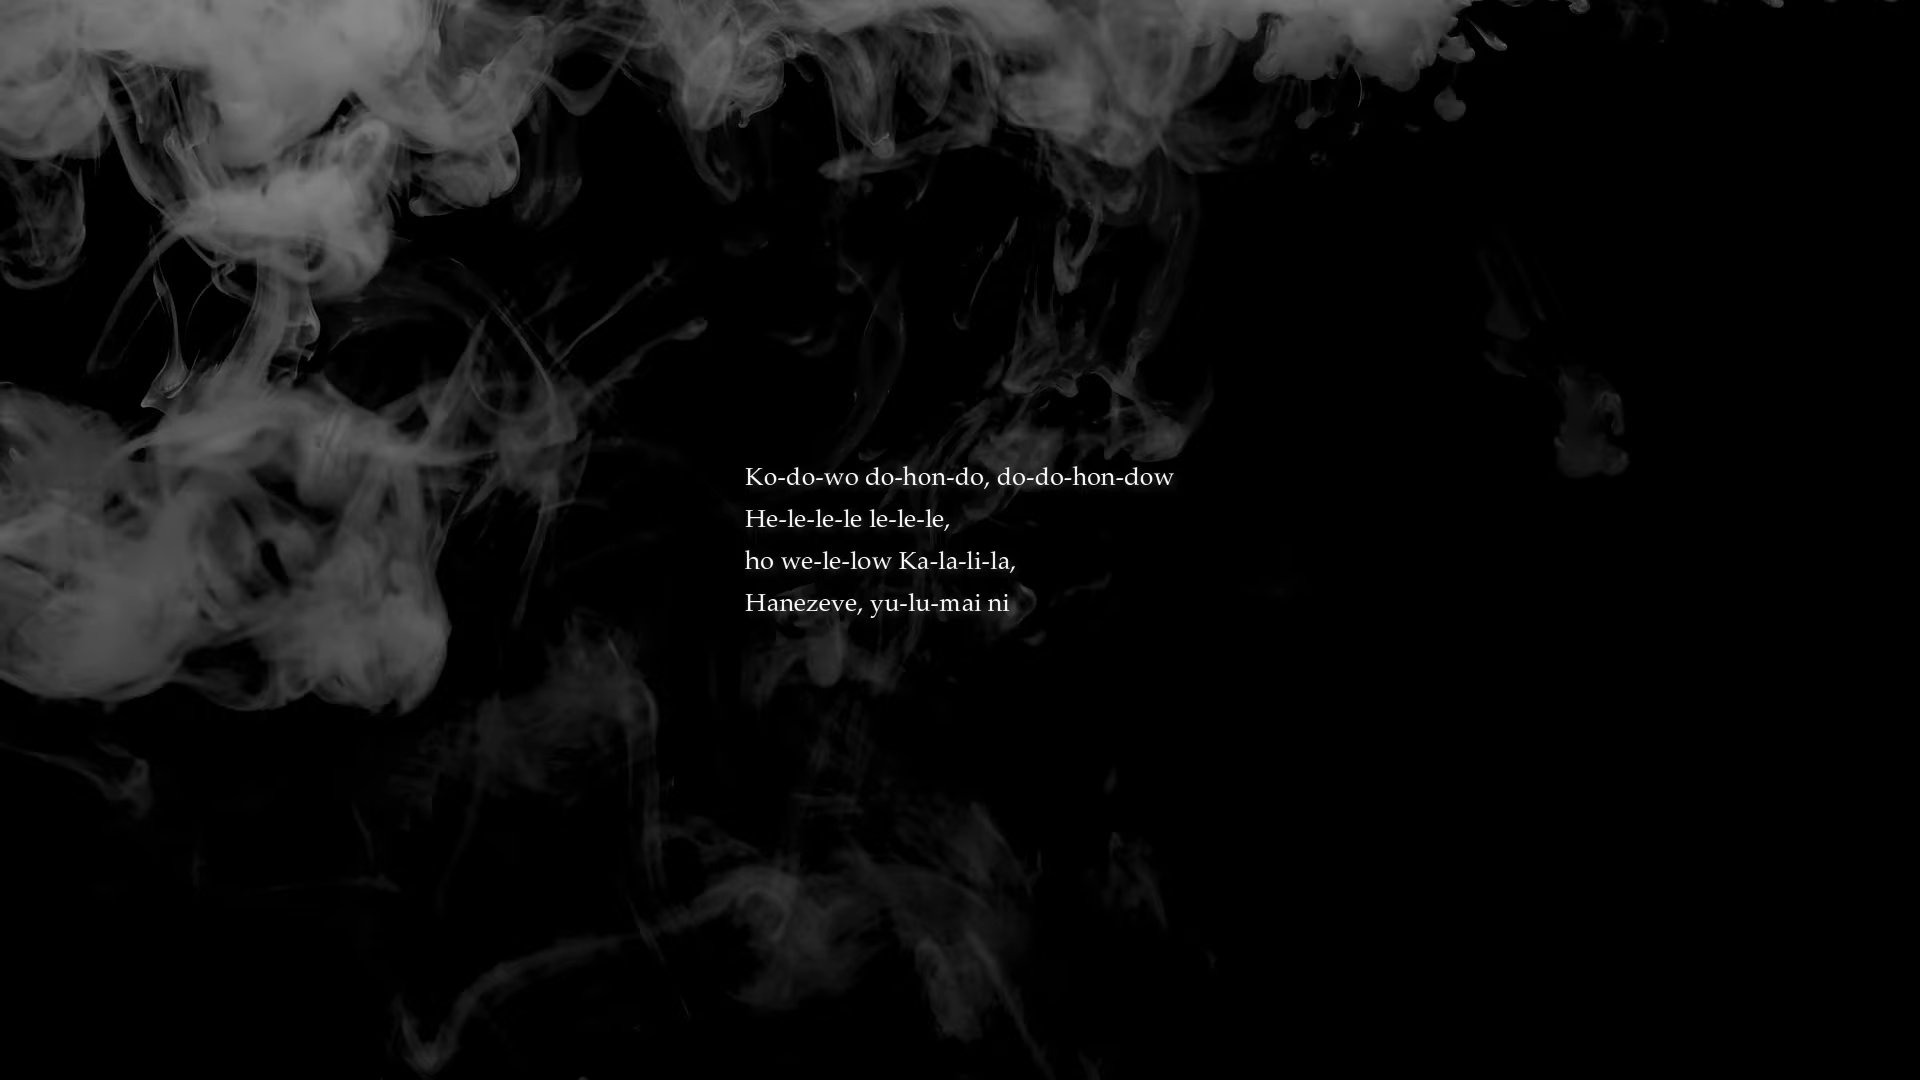 Ko-do-wo do-hon-do, do-do-hon-dow
He-le-le-le le-le-le,
ho we-le-low Ka-la-li-la,
Hanezeve, yu-lu-mai ni